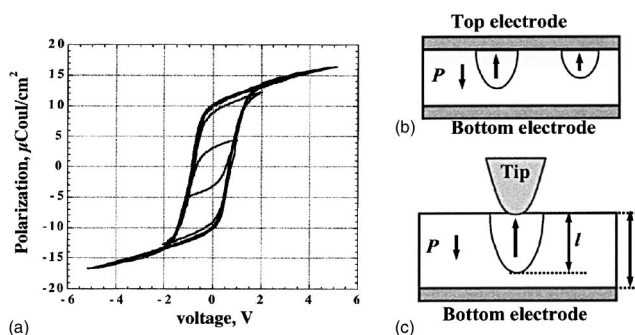 Polarization, µCoul/cm²
20
15
10
5
0
-5
-10
-15
-20
-6 -4 -2 0 2 4 6
voltage, V
(a)
Top electrode
P
Bottom electrode
(b)
Tip
P
l
Bottom electrode
(c)